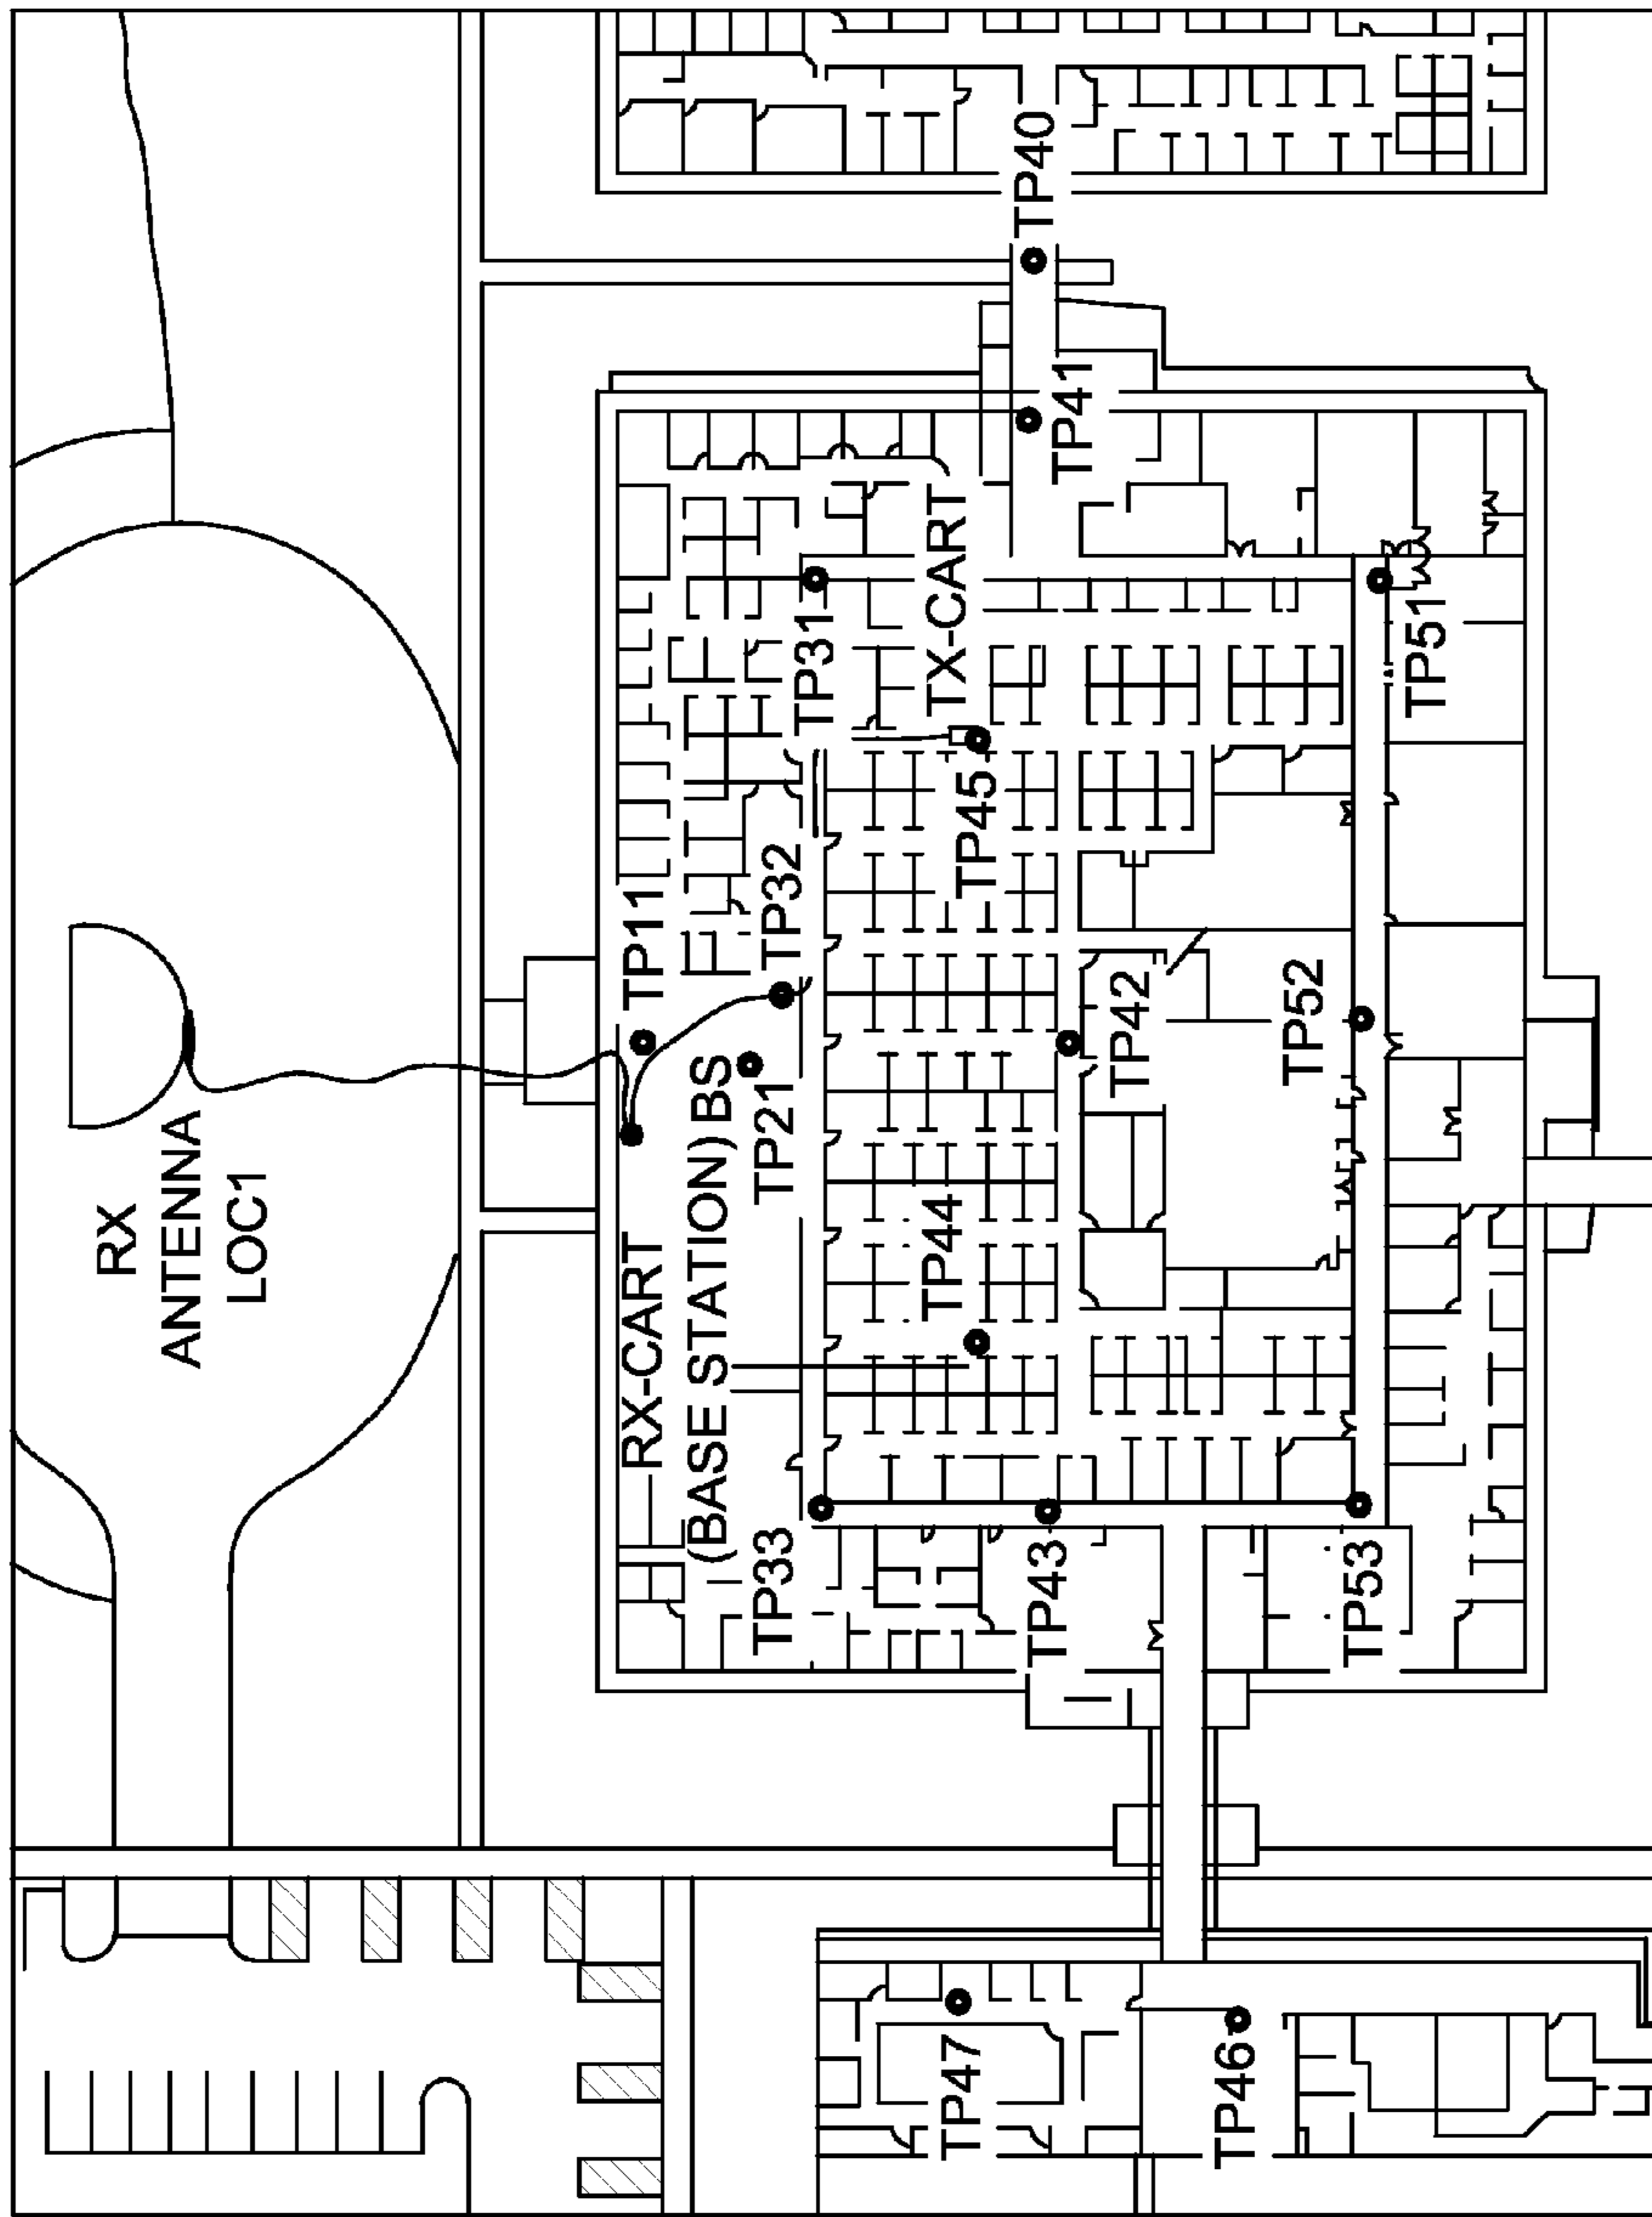 RX
ANTENNA
LOC1
RX-CART
(BASE STATION) BS
TP11
TP21
TP32
TP33
TP31
TX-CART
TP44
TP45
TP40
TP41
TP43
TP42
TP47
TP46
TP53
TP52
TP51